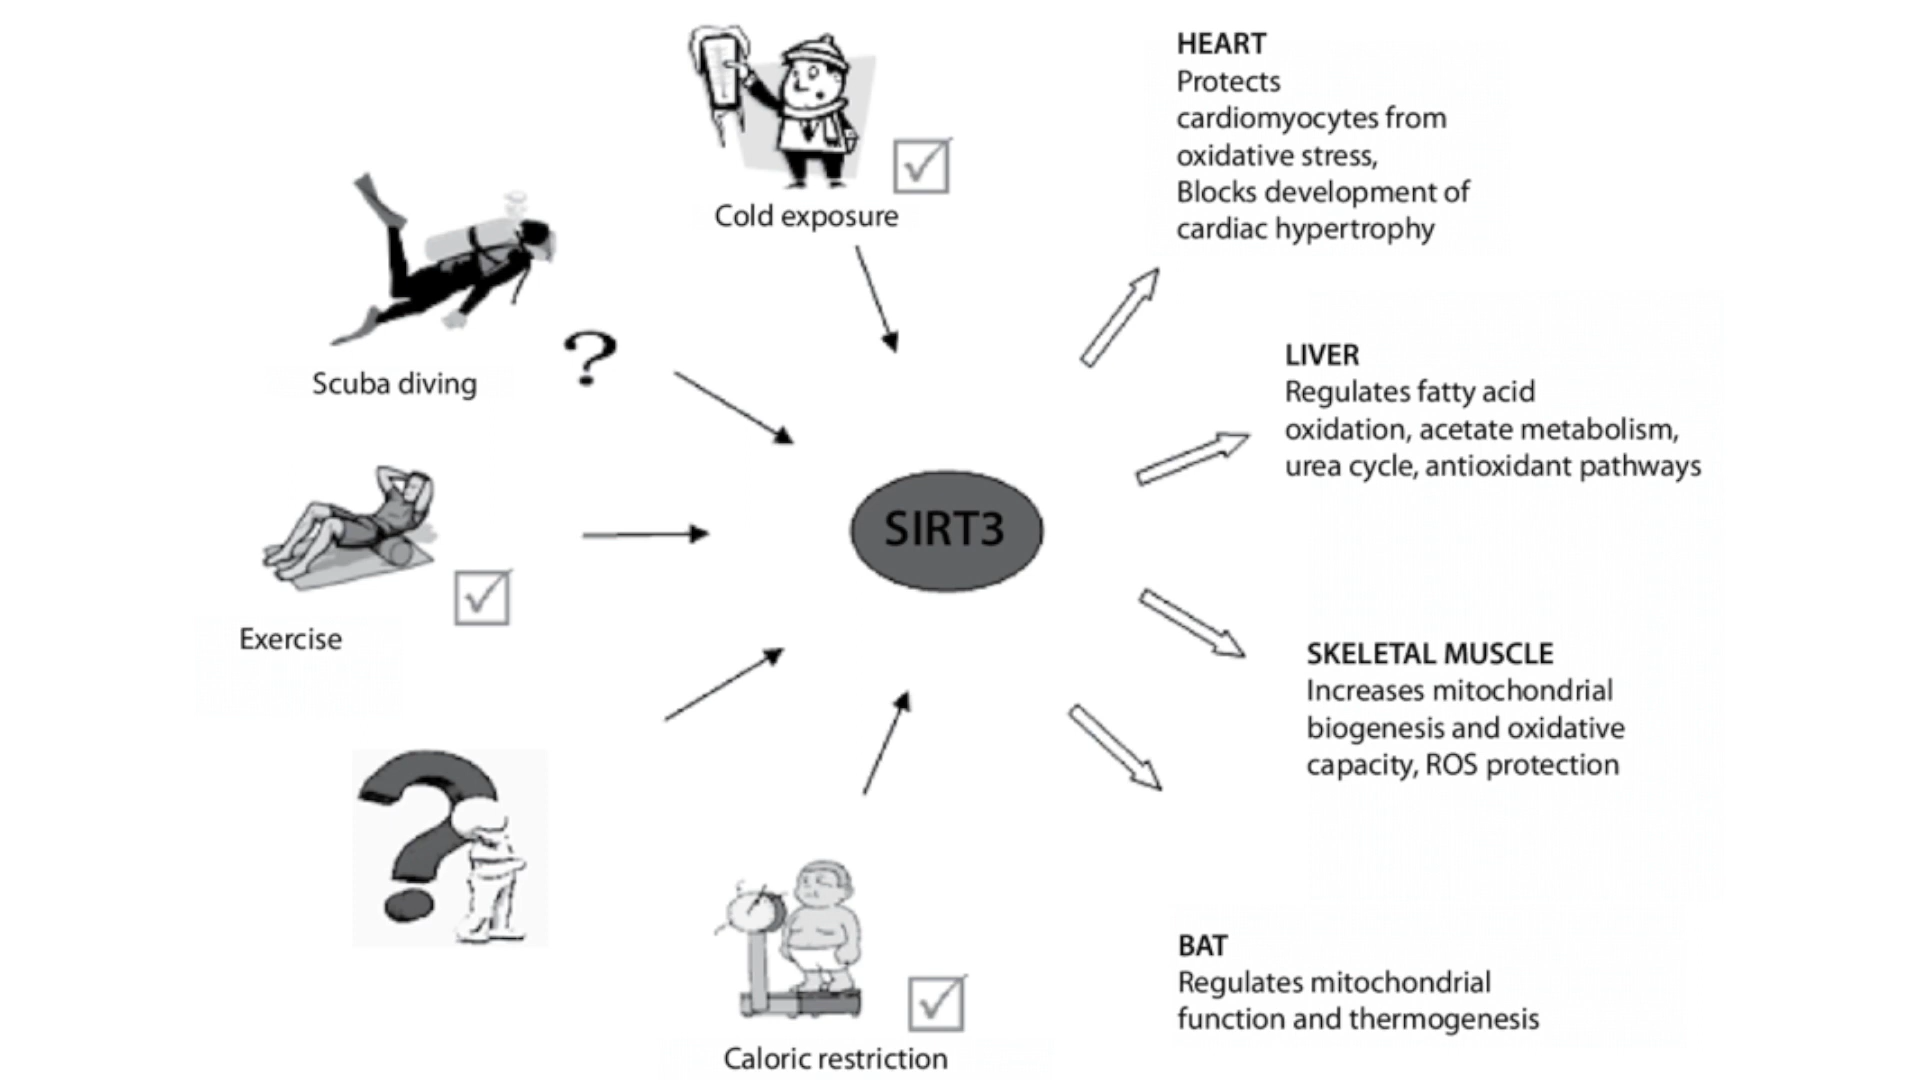 Cold exposure
Scuba diving
?
Exercise
?
Caloric restriction
SIRT3
HEART
Protects
cardiomyocytes from
oxidative stress,
Blocks development of
cardiac hypertrophy
LIVER
Regulates fatty acid
oxidation, acetate metabolism,
urea cycle, antioxidant pathways
SKELETAL MUSCLE
Increases mitochondrial
biogenesis and oxidative
capacity, ROS protection
BAT
Regulates mitochondrial
function and thermogenesis